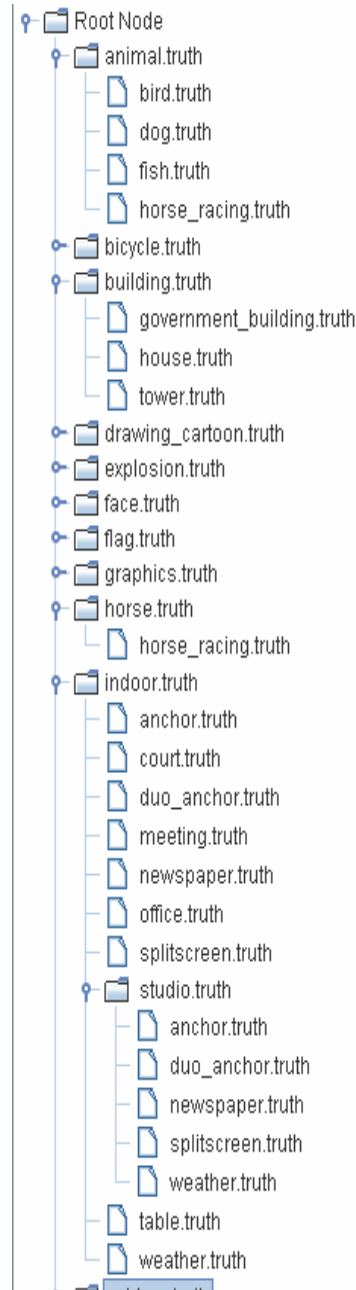 Root Node
animal.truth
bird.truth
dog.truth
fish.truth
horse_racing.truth
bicycle.truth
building.truth
government_building.truth
house.truth
tower.truth
drawing_cartoon.truth
explosion.truth
face.truth
flag.truth
graphics.truth
horse.truth
horse_racing.truth
indoor.truth
anchor.truth
court.truth
duo_anchor.truth
meeting.truth
newspaper.truth
office.truth
splitscreen.truth
studio.truth
anchor.truth
duo_anchor.truth
newspaper.truth
splitscreen.truth
weather.truth
table.truth
weather.truth